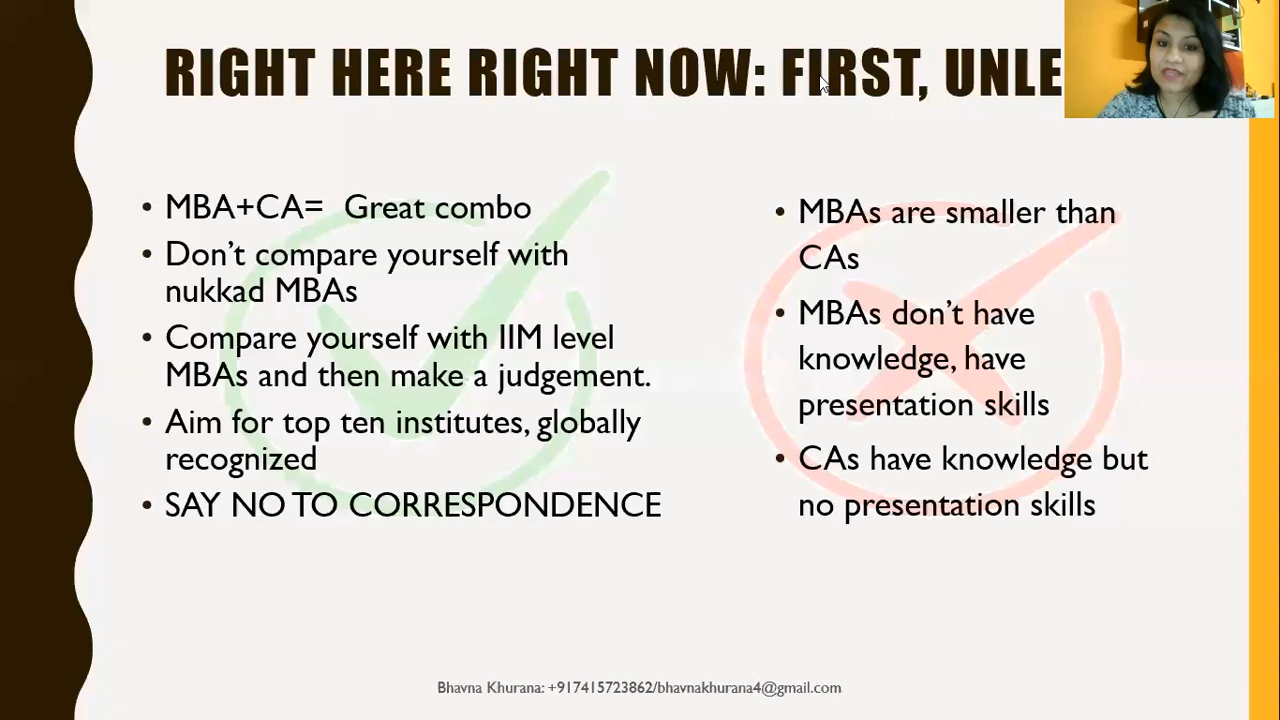 RIGHT HERE RIGHT NOW: FIRST, UNLE
• MBA+CA= Great combo
• Don't compare yourself with
nukkad MBAs
• Compare yourself with IIM level
MBAs and then make a judgement.
• Aim for top ten institutes, globally
recognized
• SAY NO TO CORRESPONDENCE
• MBAs are smaller than
CAs
• MBAs don't have
knowledge, have
presentation skills
• CAs have knowledge but
no presentation skills
Bhavna Khurana: +917415723862/bhavnakhurana4@gmail.com